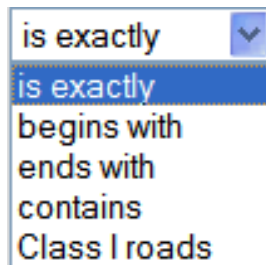 is exactly
is exactly
begins with
ends with
contains
Class I roads